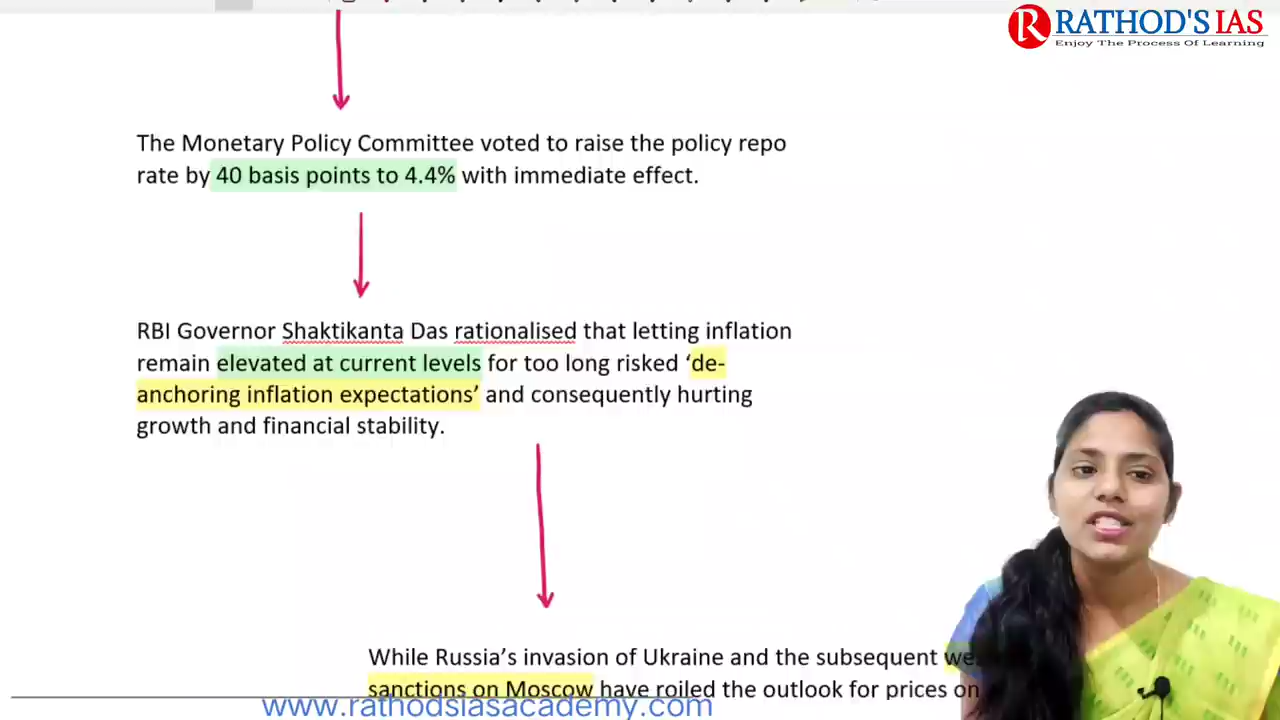 RATHOD'S IAS
Enjoy The Process Of Learning
The Monetary Policy Committee voted to raise the policy repo
rate by 40 basis points to 4.4% with immediate effect.
RBI Governor Shaktikanta Das rationalised that letting inflation
remain elevated at current levels for too long risked ‘de-
anchoring inflation expectations’ and consequently hurting
growth and financial stability.
While Russia’s invasion of Ukraine and the subsequent
sanctions on Moscow have roiled the outlook for prices on
www.rathodsiasacademy.com